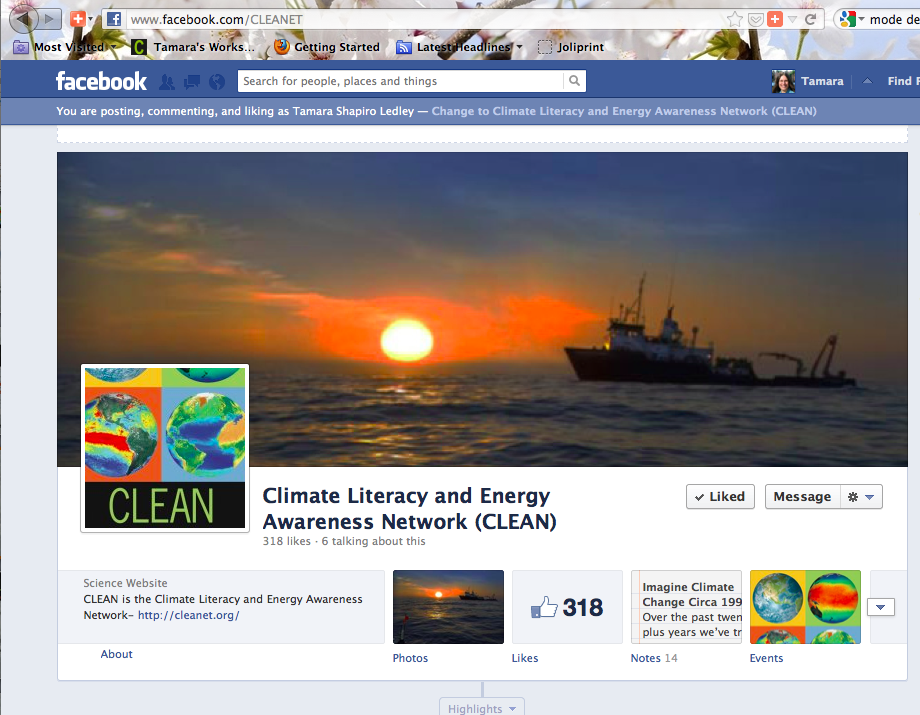 www.facebook.com/CLEANET
mode de
Most Visited
Tamara's Works...
Getting Started
Latest Headlines
Joliprint
facebook
Search for people, places and things
Tamara
Find F
You are posting, commenting, and liking as Tamara Shapiro Ledley — Change to Climate Literacy and Energy Awareness Network (CLEAN)
CLEAN
Climate Literacy and Energy
Awareness Network (CLEAN)
318 likes · 6 talking about this
Liked
Message
Science Website
CLEAN is the Climate Literacy and Energy Awareness
Network– http://cleanet.org/
About
Photos
318
Likes
Imagine Climate
Change Circa 199
Over the past twen
plus years we've tr
Notes 14
Events
Highlights